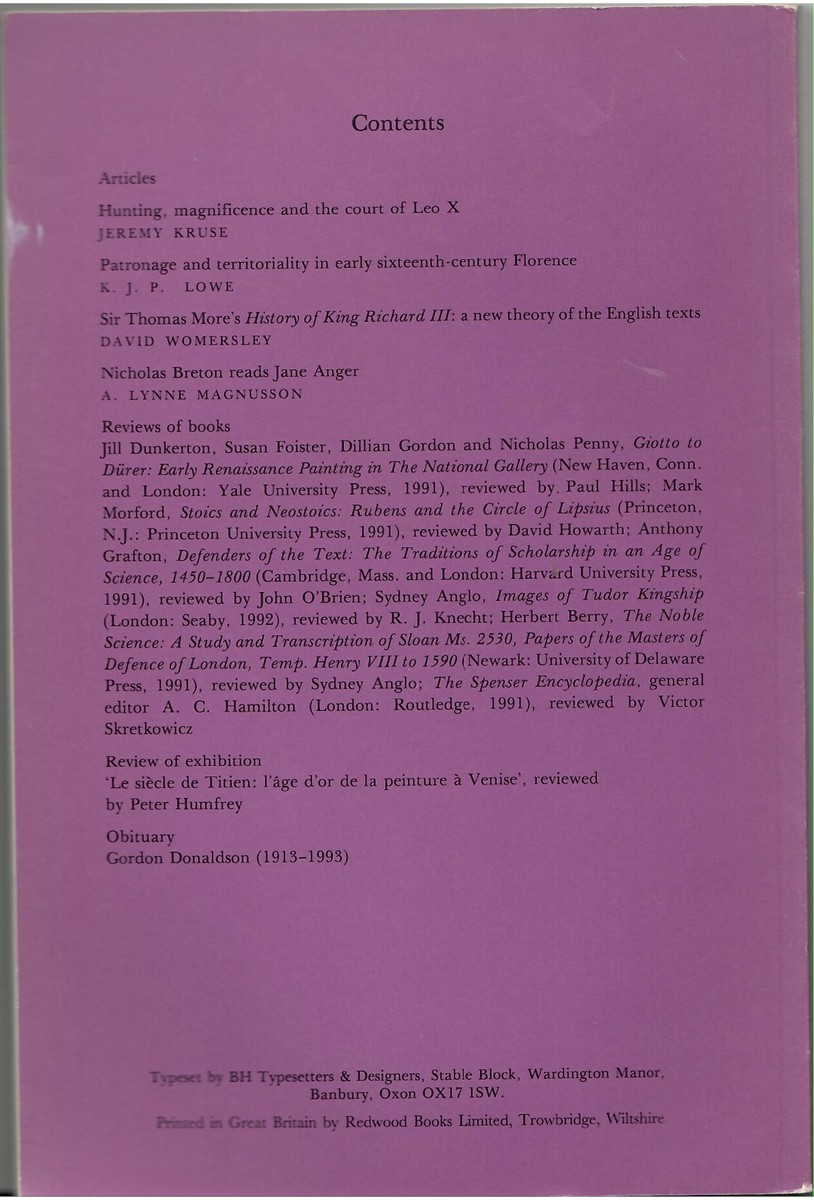 Contents
Articles
Hunting, magnificence and the court of Leo X
JEREMY KRUSE
Patronage and territoriality in early sixteenth-century Florence
K. J. P. LOWE
Sir Thomas More's History of King Richard III: a new theory of the English texts
DAVID WOMERSLEY
Nicholas Breton reads Jane Anger
A. LYNNE MAGNUSSON
Reviews of books
Jill Dunkerton, Susan Foister, Dillian Gordon and Nicholas Penny, Giotto to
Dürer: Early Renaissance Painting in The National Gallery (New Haven, Conn.
and London: Yale University Press, 1991), reviewed by Paul Hills; Mark
Morford, Stoics and Neostoics: Rubens and the Circle of Lipsius (Princeton,
N.J.: Princeton University Press, 1991), reviewed by David Howarth; Anthony
Grafton, Defenders of the Text: The Traditions of Scholarship in an Age of
Science, 1450–1800 (Cambridge, Mass. and London: Harvard University Press,
1991), reviewed by John O'Brien; Sydney Anglo, Images of Tudor Kingship
(London: Seaby, 1992), reviewed by R. J. Knecht; Herbert Berry, The Noble
Science: A Study and Transcription of Sloan Ms. 2530, Papers of the Masters of
Defence of London, Temp. Henry VIII to 1590 (Newark: University of Delaware
Press, 1991), reviewed by Sydney Anglo; The Spenser Encyclopedia, general
editor A. C. Hamilton (London: Routledge, 1991), reviewed by Victor
Skretkowicz
Review of exhibition
'Le siècle de Titien: l'âge d'or de la peinture à Venise', reviewed
by Peter Humfrey
Obituary
Gordon Donaldson (1913–1993)
Typeset by BH Typesetters & Designers, Stable Block, Wardington Manor,
Banbury, Oxon OX17 1SW.
Printed in Great Britain by Redwood Books Limited, Trowbridge, Wiltshire